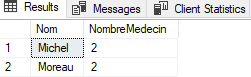 Results Messages Client Statistics
Nom NombreMedecin
1 Michel 2
2 Moreau 2